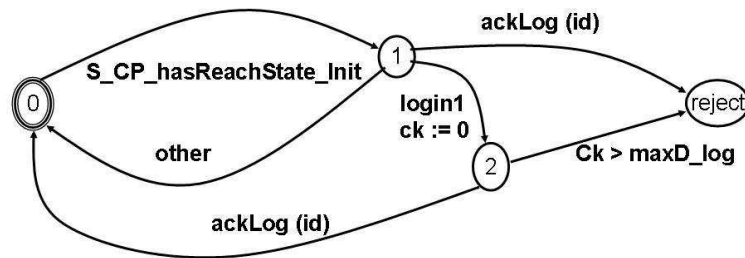 ackLog (id)
1
S_CP_hasReachState_Init
0
reject
login1
ck := 0
other
2
Ck > maxD_log
ackLog (id)